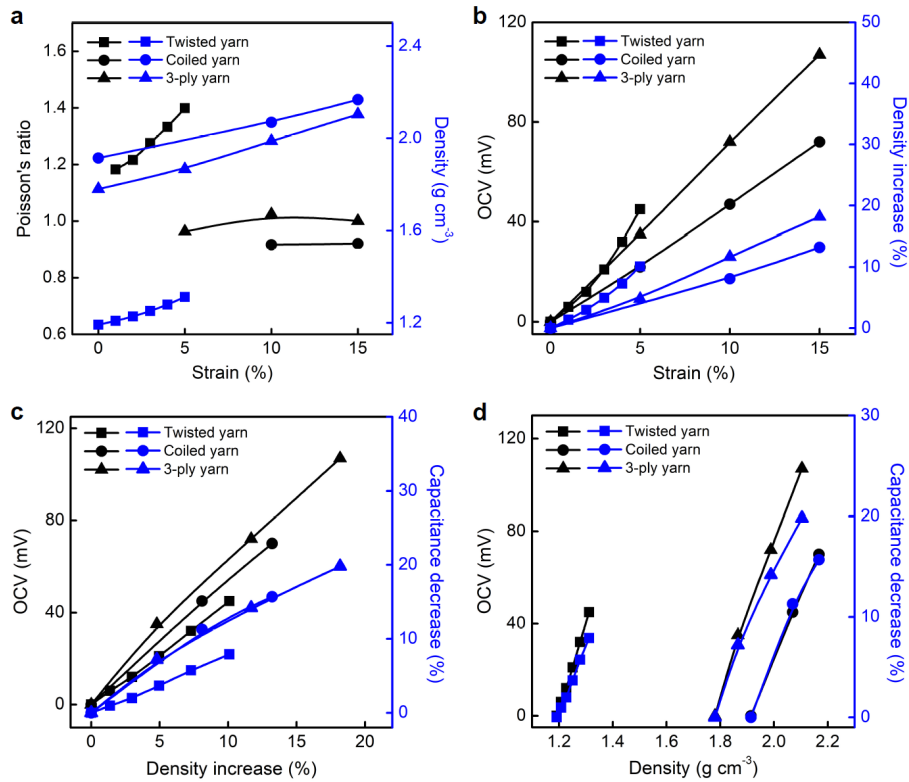 a
1.6
1.4
1.2
1.0
0.8
0.6
Poisson's ratio
Twisted yarn
Coiled yarn
3-ply yarn
2.4
2.0
1.6
1.2
Density (g cm-3)
0
5
10
15
Strain (%)
b
120
80
40
0
OCV (mV)
Twisted yarn
Coiled yarn
3-ply yarn
50
40
30
20
10
0
Density increase (%)
0
5
10
15
Strain (%)
c
120
80
40
0
OCV (mV)
Twisted yarn
Coiled yarn
3-ply yarn
40
30
20
10
0
Capacitance decrease (%)
0
5
10
15
20
Density increase (%)
d
120
80
40
0
OCV (mV)
Twisted yarn
Coiled yarn
3-ply yarn
30
20
10
0
Capacitance decrease (%)
1.2
1.4
1.6
1.8
2.0
2.2
Density (g cm-3)